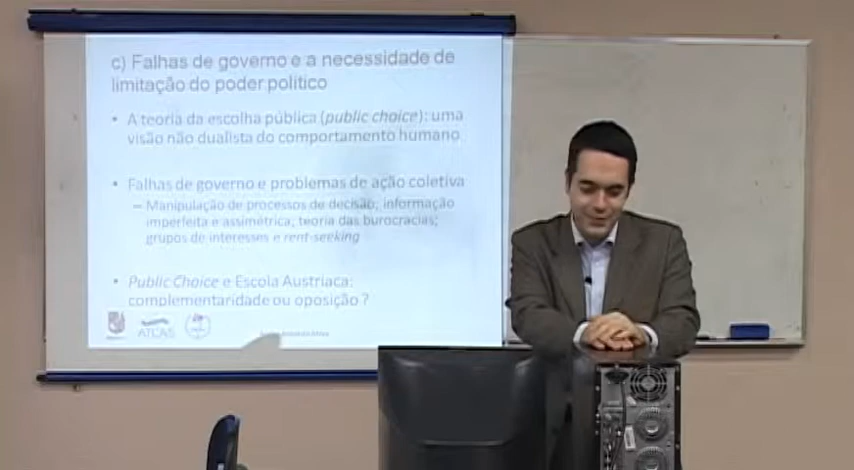 c) Falhas de governo e a necessidade de
limitação do poder político
• A teoria da escolha pública (public choice): uma
visão não dualista do comportamento humano
• Falhas de governo e problemas de ação coletiva
– Manipulação de processos de decisão; informação
imperfeita e assimétrica; teoria das burocracias;
grupos de interesses e rent-seeking
• Public Choice e Escola Austríaca:
complementaridade ou oposição ?
ATLAS